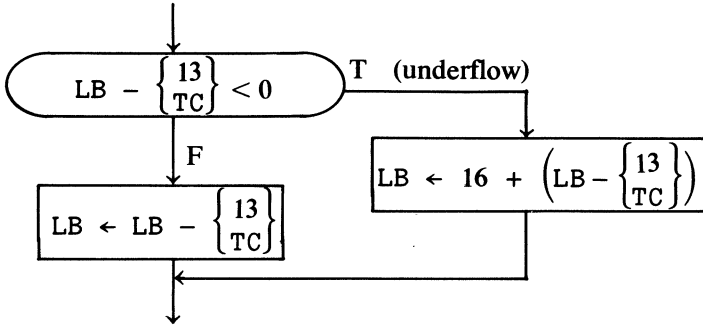 LB - {13 TC} < 0
T (underflow)
F
LB ← 16 + (LB - {13 TC})
LB ← LB - {13 TC}